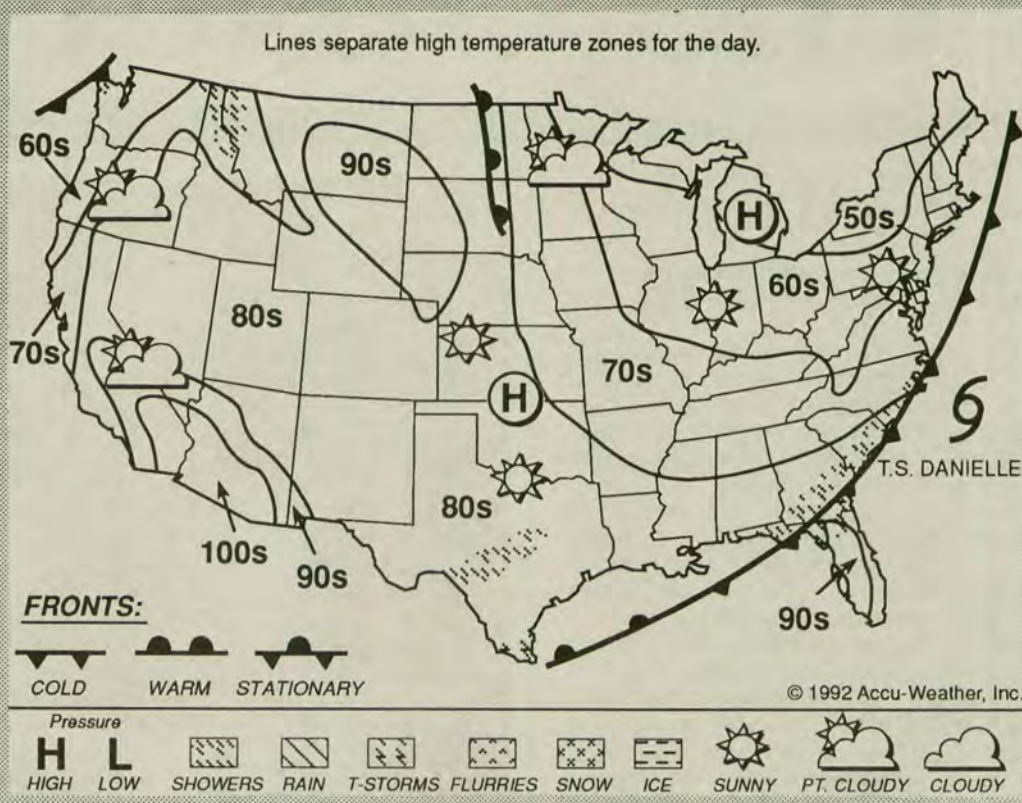 Lines separate high temperature zones for the day.
60s
90s
50s
H
60s
80s
70s
70s
H
T.S. DANIELLE
80s
100s
90s
90s
FRONTS:
COLD WARM STATIONARY
© 1992 Accu-Weather, Inc.
Pressure
H L
HIGH LOW SHOWERS RAIN T-STORMS FLURRIES SNOW ICE SUNNY PT. CLOUDY CLOUDY